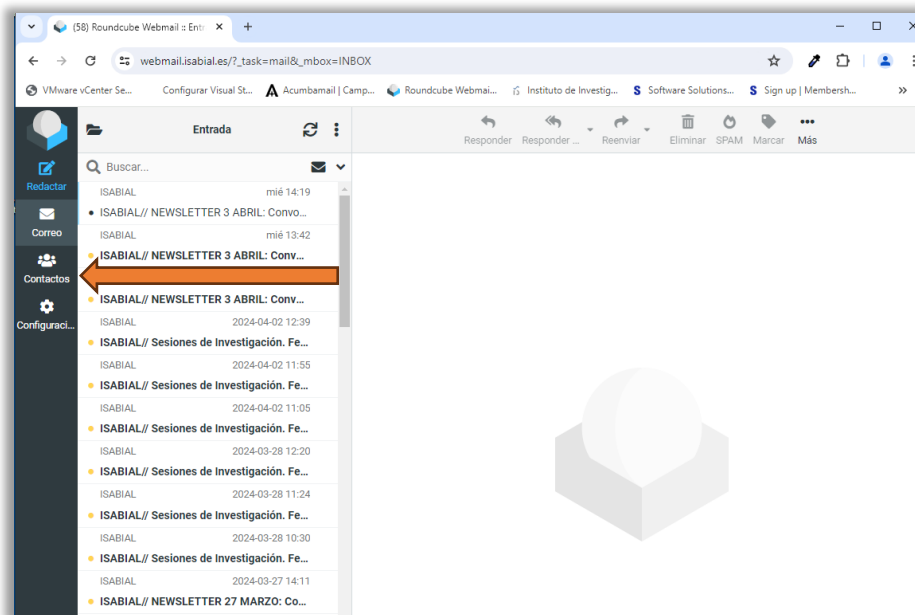 (58) Roundcube Webmail :: Entr
webmail.isabial.es/?_task=mail&_mbox=INBOX
VMware vCenter Se... Configurar Visual St... Acumbamail | Camp... Roundcube Webmai... Instituto de Investig... Software Solutions... Sign up | Membersh...
Entrada
Responder Responder ... Reenviar Eliminar SPAM Marcar Más
Buscar...
Redactar
Correo
Contactos
Configuraci...
ISABIAL mié 14:19
ISABIAL// NEWSLETTER 3 ABRIL: Convo...
ISABIAL mié 13:42
ISABIAL// NEWSLETTER 3 ABRIL: Conv...
ISABIAL// NEWSLETTER 3 ABRIL: Conv...
ISABIAL 2024-04-02 12:39
ISABIAL// Sesiones de Investigación. Fe...
ISABIAL 2024-04-02 11:55
ISABIAL// Sesiones de Investigación. Fe...
ISABIAL 2024-04-02 11:05
ISABIAL// Sesiones de Investigación. Fe...
ISABIAL 2024-03-28 12:20
ISABIAL// Sesiones de Investigación. Fe...
ISABIAL 2024-03-28 11:24
ISABIAL// Sesiones de Investigación. Fe...
ISABIAL 2024-03-28 10:30
ISABIAL// Sesiones de Investigación. Fe...
ISABIAL 2024-03-27 14:11
ISABIAL// NEWSLETTER 27 MARZO: Co...